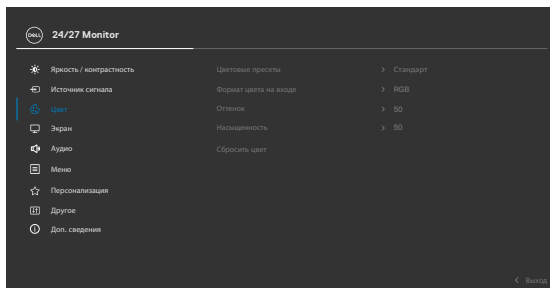 DELL 24/27 Monitor
Яркость / контрастность
Цветовые пресеты > Стандарт
Источник сигнала
Формат цвета на входе > RGB
Цвет
Оттенок > 50
Экран
Насыщенность > 50
Аудио
Сбросить цвет
Меню
Персонализация
Другое
Доп. сведения
< Выход